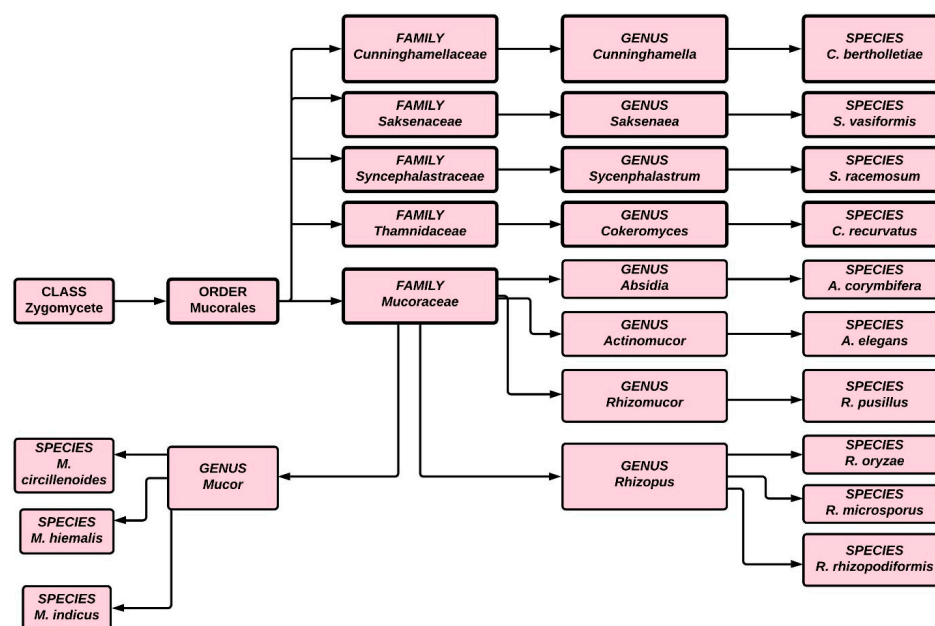 FAMILY
Cunninghamellaceae
GENUS
Cunninghamella
SPECIES
C. bertholletiae
FAMILY
Saksenaceae
GENUS
Saksenaea
SPECIES
S. vasiformis
FAMILY
Syncephalastraceae
GENUS
Sycenphalastrum
SPECIES
S. racemosum
FAMILY
Thamnidaceae
GENUS
Cokeromyces
SPECIES
C. recurvatus
CLASS
Zygomycete
ORDER
Mucorales
FAMILY
Mucoraceae
GENUS
Absidia
SPECIES
A. corymbifera
GENUS
Actinomucor
SPECIES
A. elegans
GENUS
Rhizomucor
SPECIES
R. pusillus
GENUS
Mucor
SPECIES
M.
circillenoides
SPECIES
M. hiemalis
SPECIES
M. indicus
GENUS
Rhizopus
SPECIES
R. oryzae
SPECIES
R. microsporus
SPECIES
R. rhizopodiformis